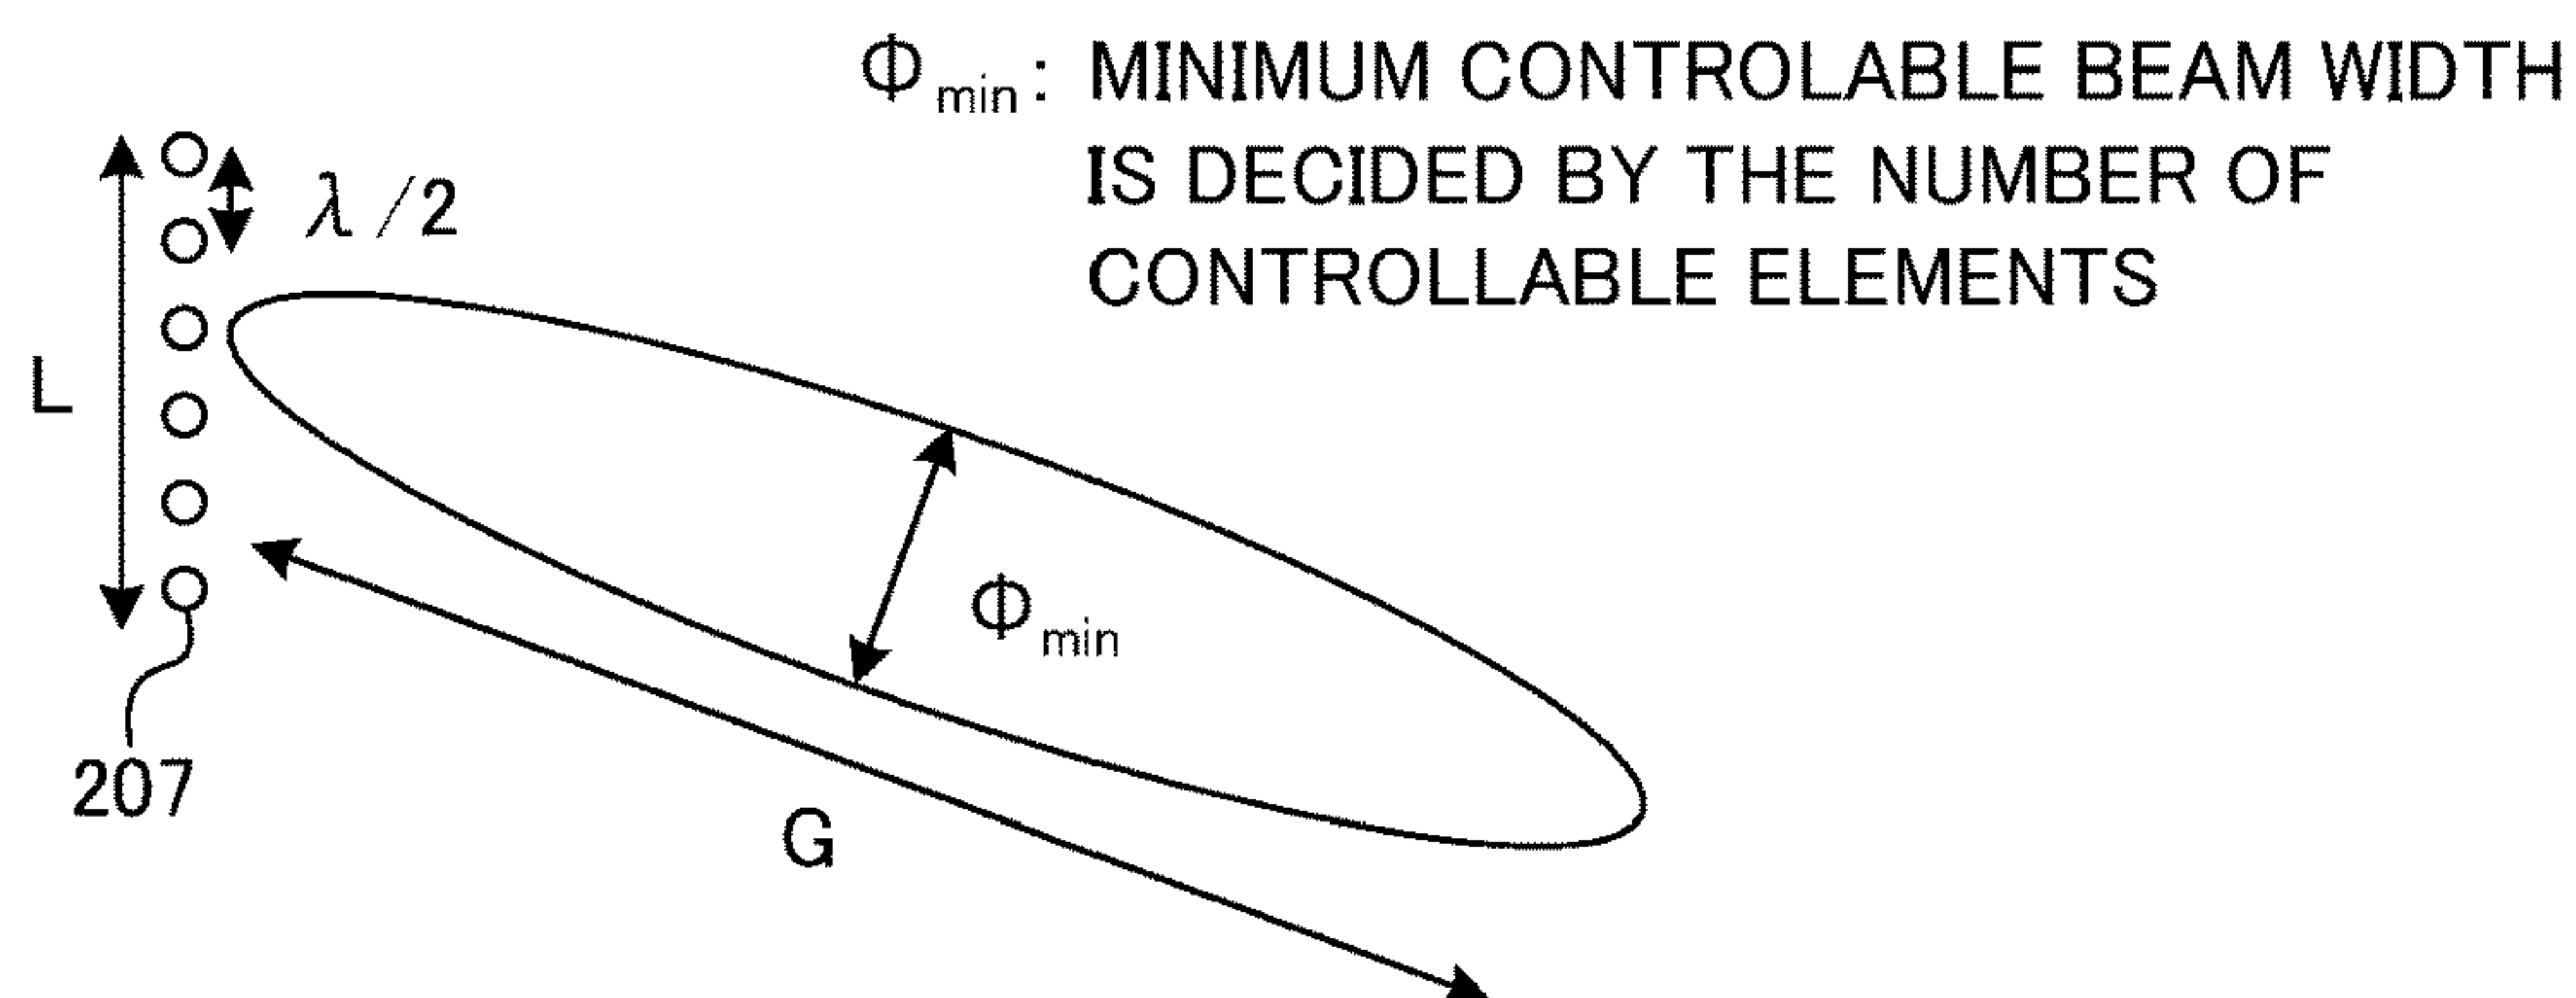 Φmin: MINIMUM CONTROLABLE BEAM WIDTH
IS DECIDED BY THE NUMBER OF
CONTROLLABLE ELEMENTS
λ/2
L
Φmin
207
G